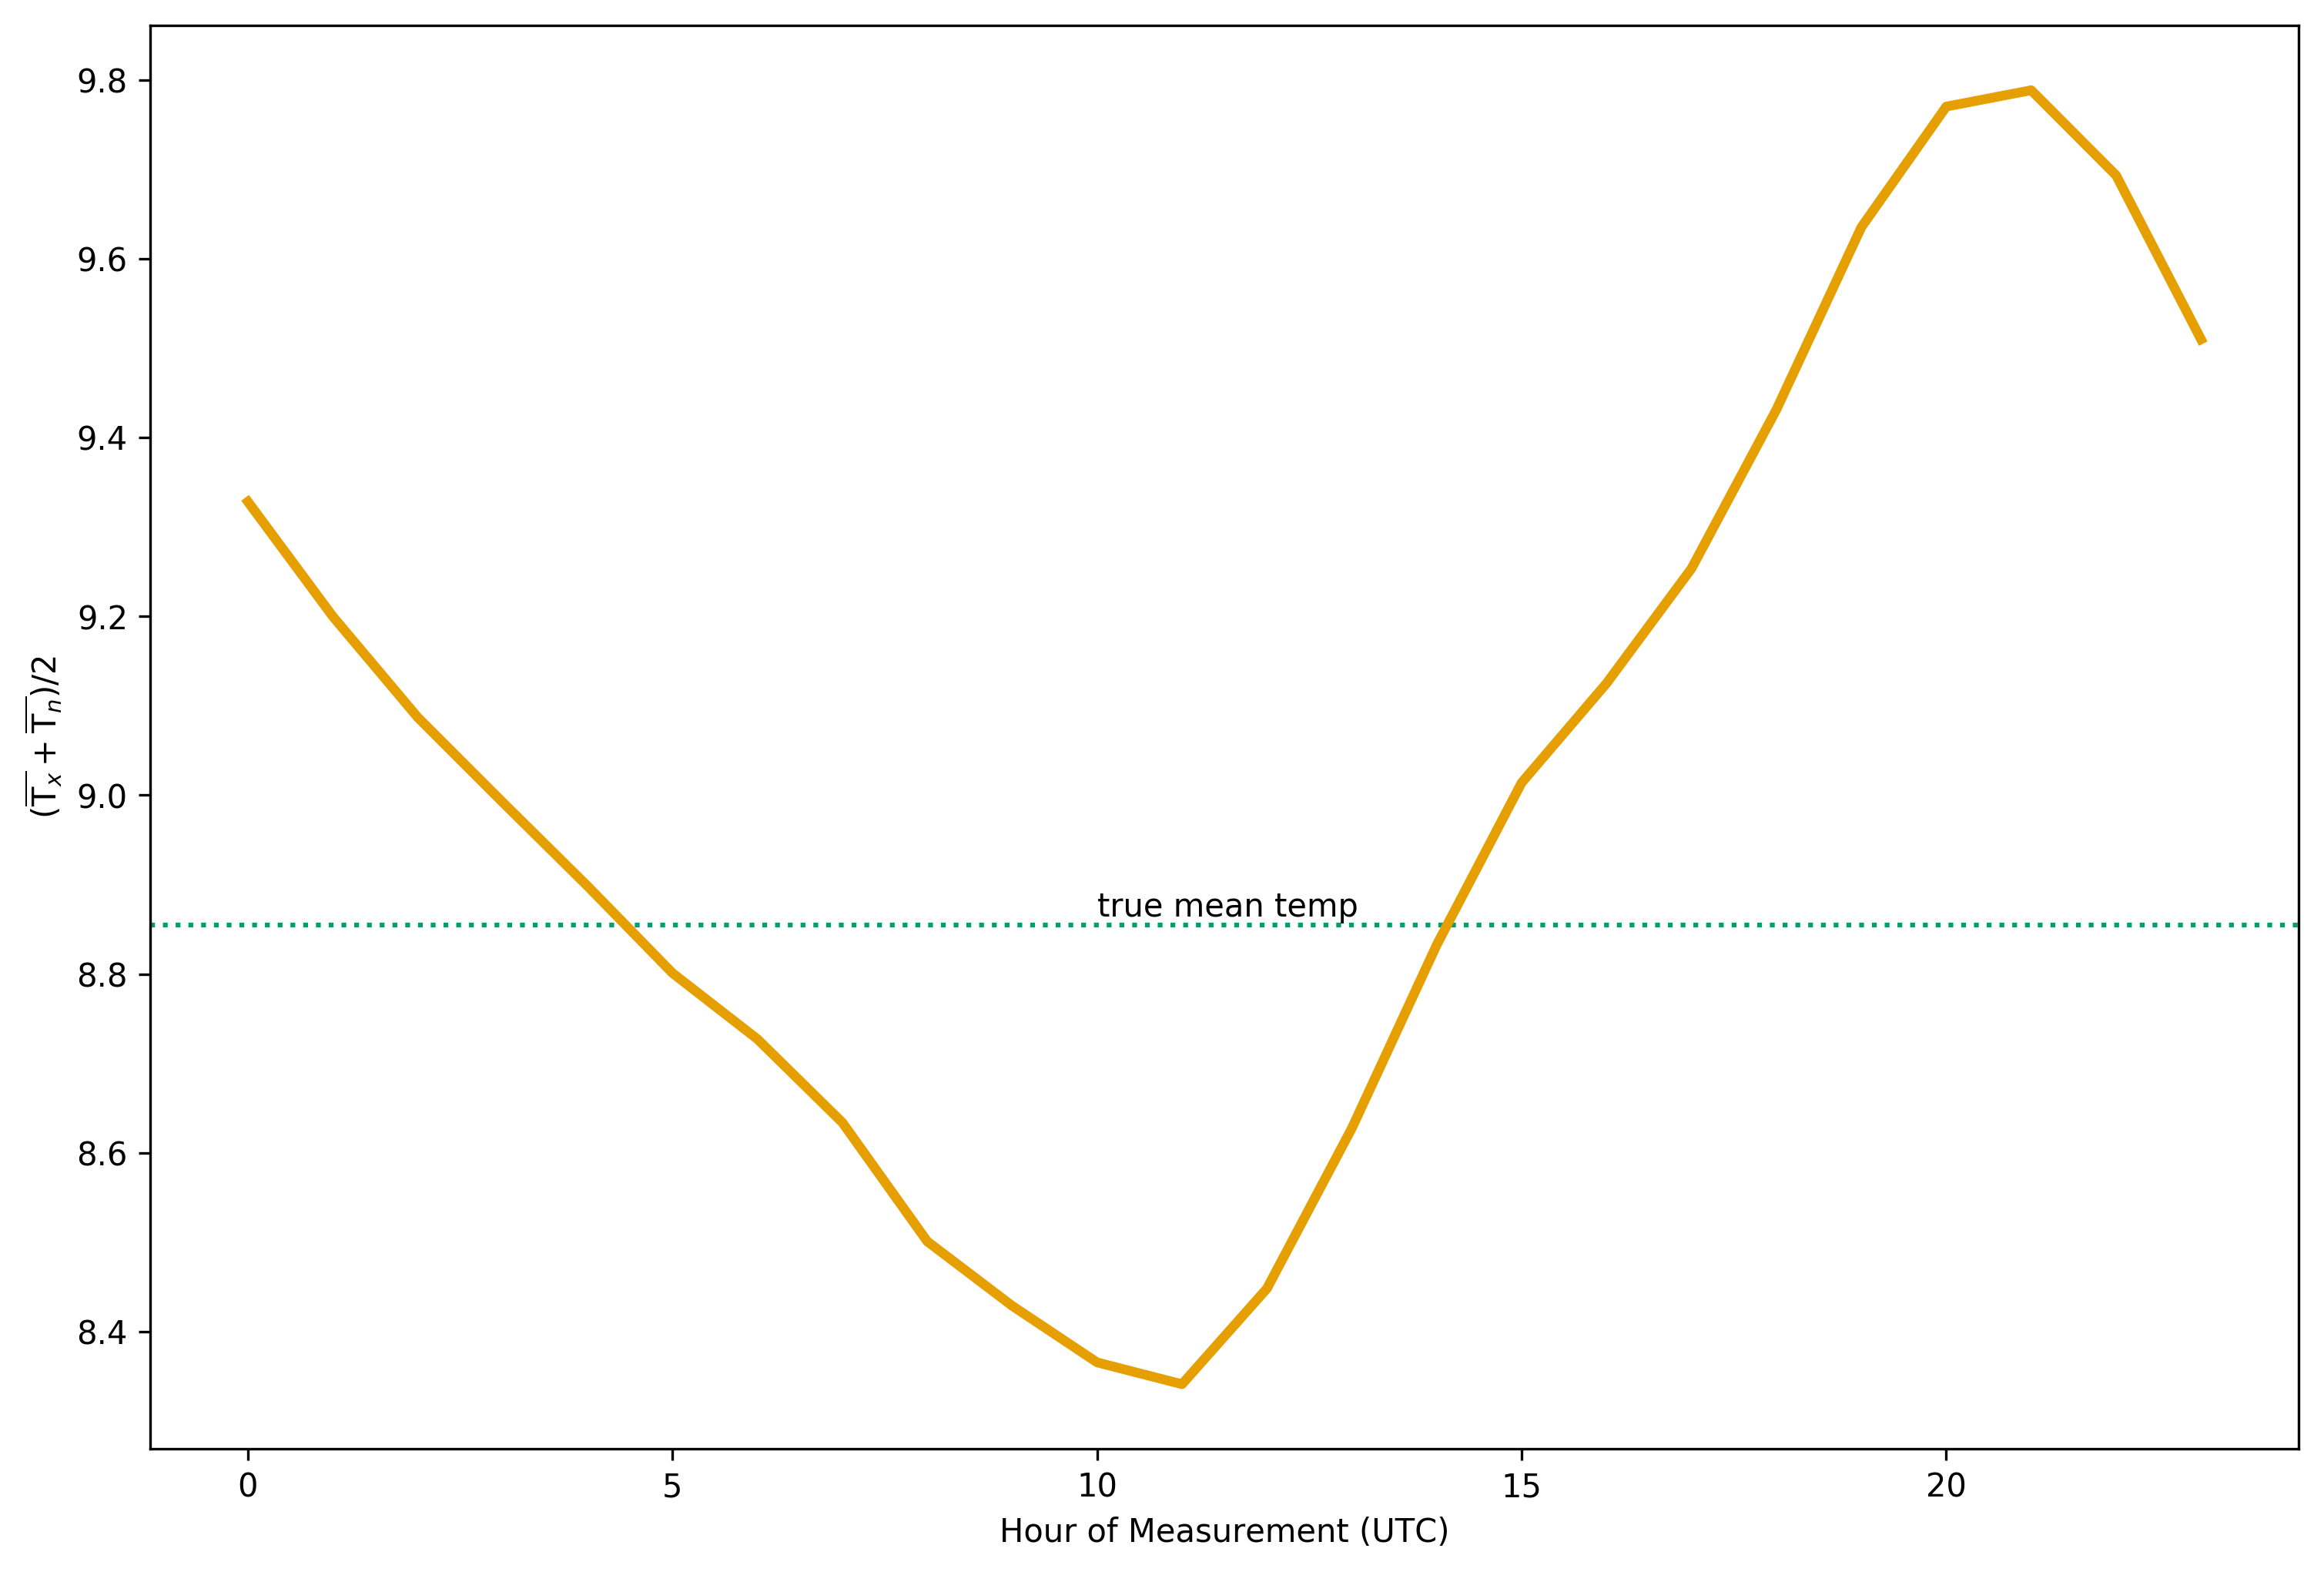 9.8
9.6
9.4
9.2
9.0
8.8
8.6
8.4
(T̅ₓ + T̅ₙ)/2
true mean temp
0 5 10 15 20
Hour of Measurement (UTC)